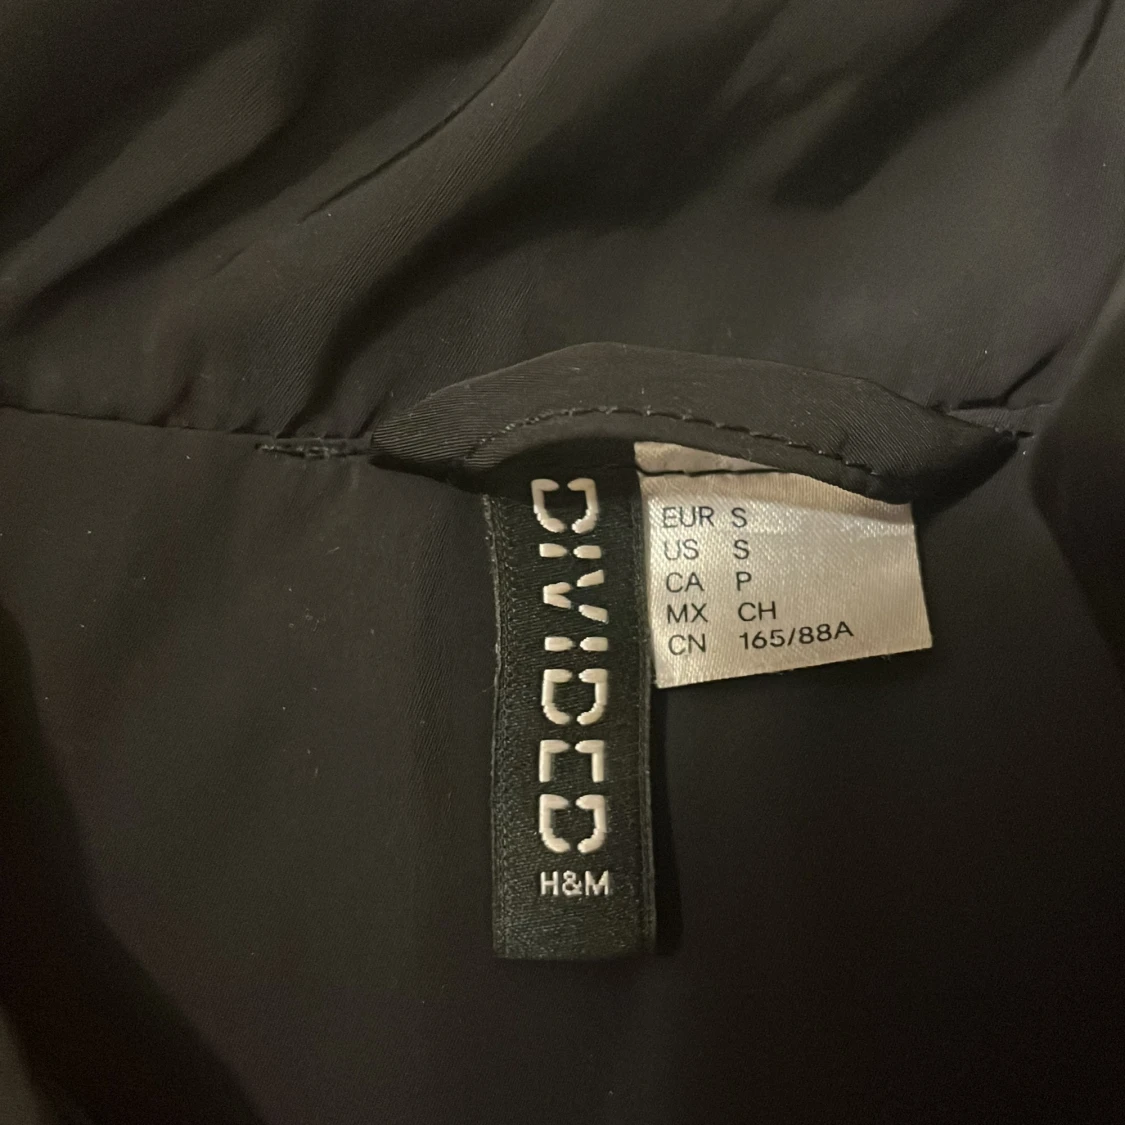 DIVIDED
H&M
EUR S
US S
CA P
MX CH
CN 165/88A